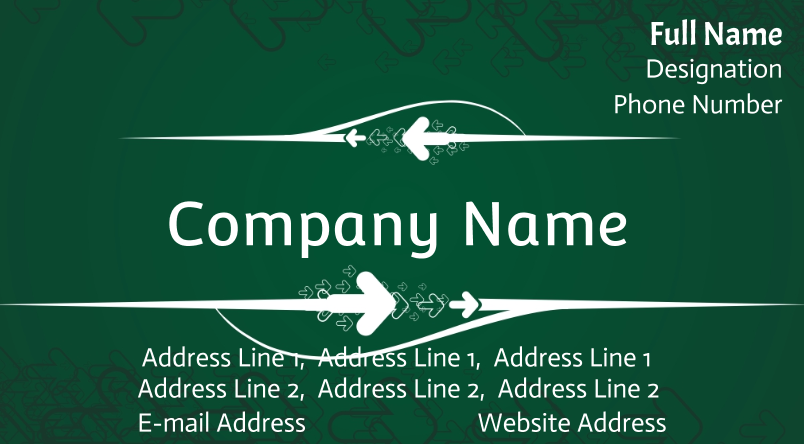 Full Name
Designation
Phone Number
Company Name
Address Line 1, Address Line 1, Address Line 1
Address Line 2, Address Line 2, Address Line 2
E-mail Address Website Address